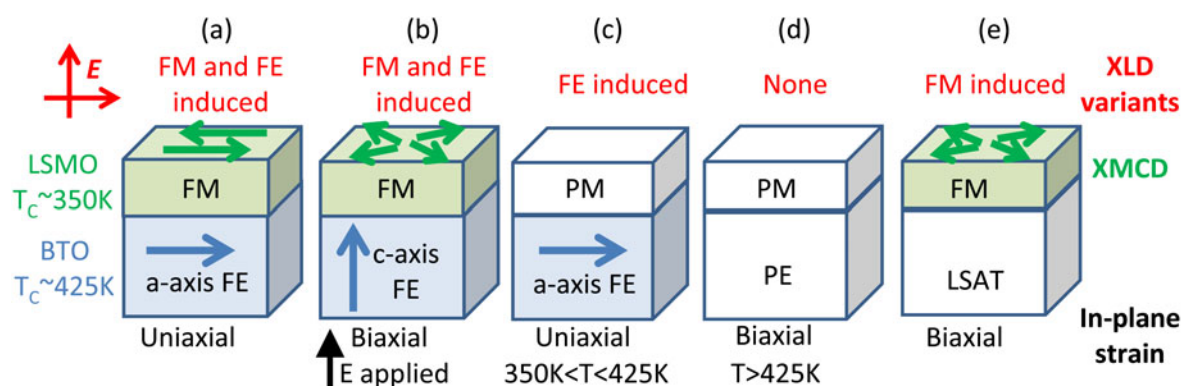 (a) (b) (c) (d) (e)
E
FM and FE induced
FM and FE induced
FE induced
None
FM induced
XLD variants
LSMO
T_C~350K
FM
FM
PM
PM
FM
XMCD
BTO
T_C~425K
a-axis FE
c-axis FE
a-axis FE
PE
LSAT
Uniaxial
Biaxial
Uniaxial
Biaxial
Biaxial
In-plane strain
E applied
350K<T<425K
T>425K